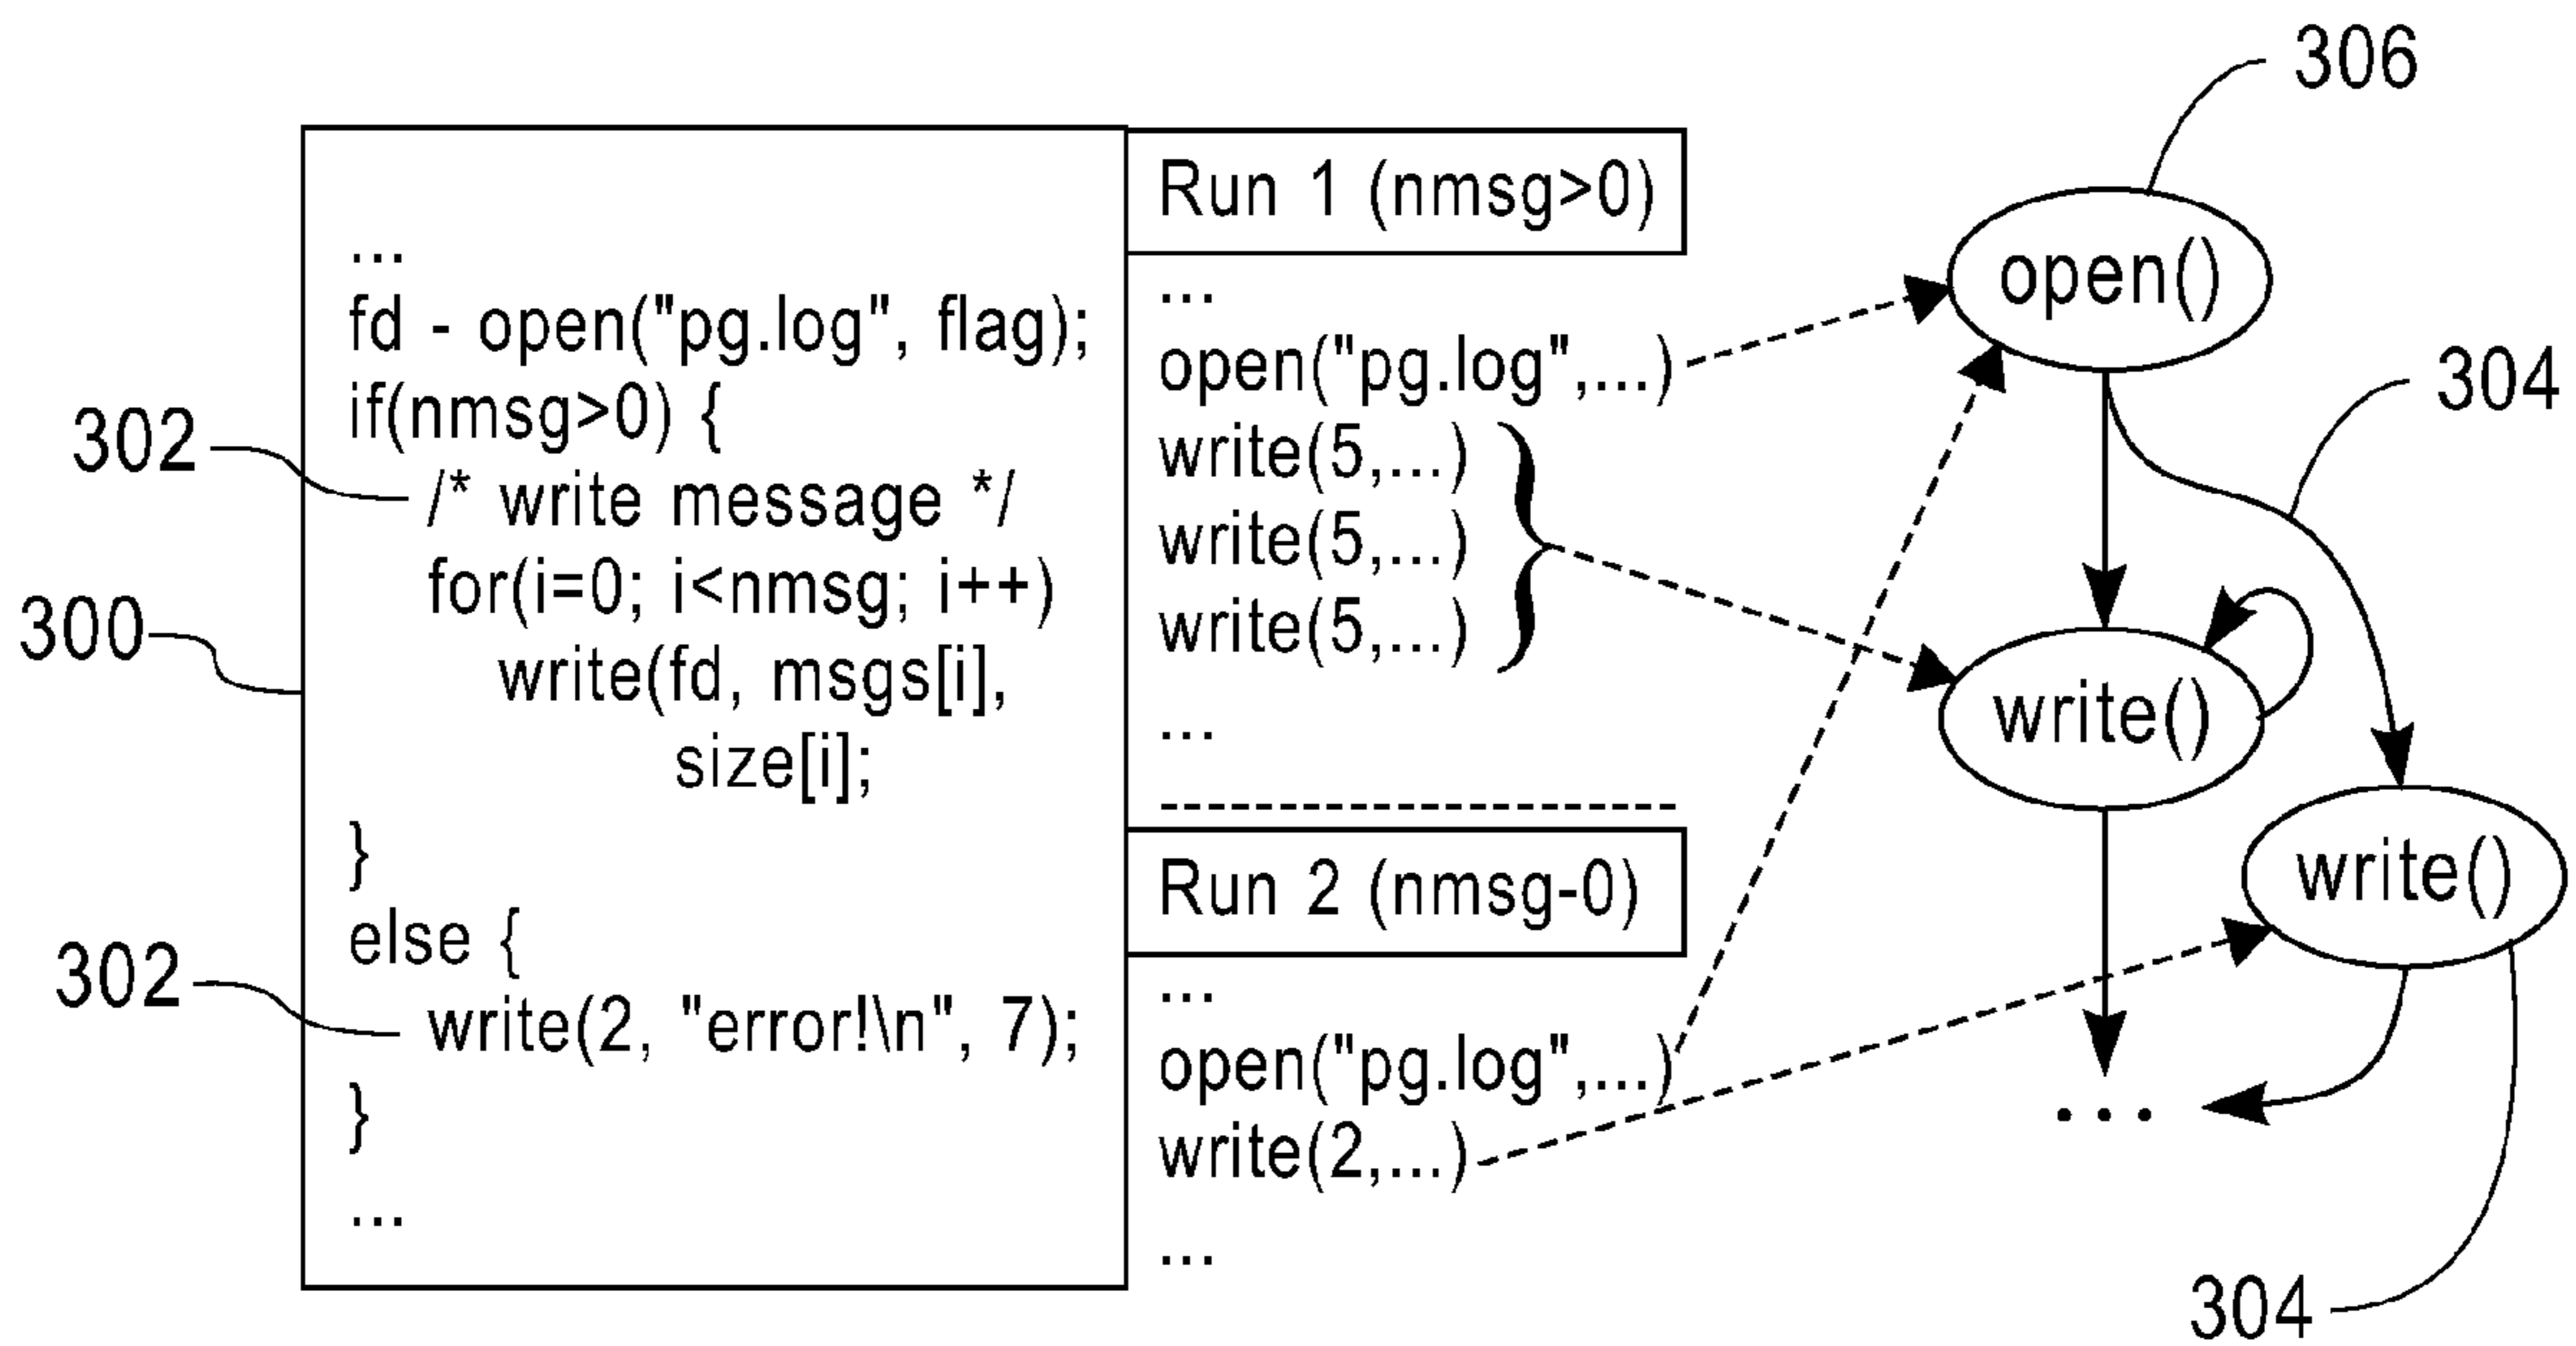 ...
fd - open("pg.log", flag);
if(nmsg>0) {
/* write message */
for(i=0; i<nmsg; i++)
write(fd, msgs[i],
size[i];
}
else {
write(2, "error!\n", 7);
}
...
302
300
302
Run 1 (nmsg>0)
...
open("pg.log",...)
write(5,...)
write(5,...)
write(5,...)
...
---------------------
Run 2 (nmsg-0)
...
open("pg.log",...)
write(2,...)
...
306
open()
304
write()
write()
...
304